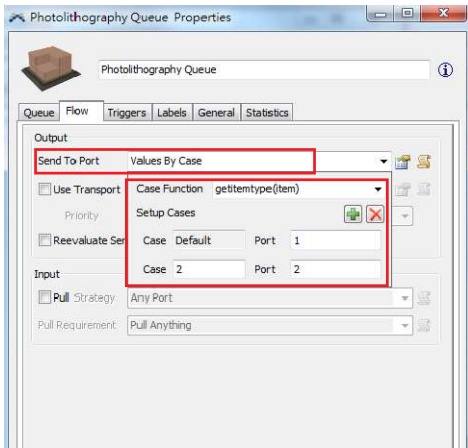 Photolithography Queue Properties
Photolithography Queue
Queue Flow Triggers Labels General Statistics
Output
Send To Port Values By Case
Use Transport Case Function getitemtype(item)
Priority Setup Cases
Reevaluate Sen Case Default Port 1
Case 2 Port 2
Input
Pull Strategy Any Port
Pull Requirement Pull Anything